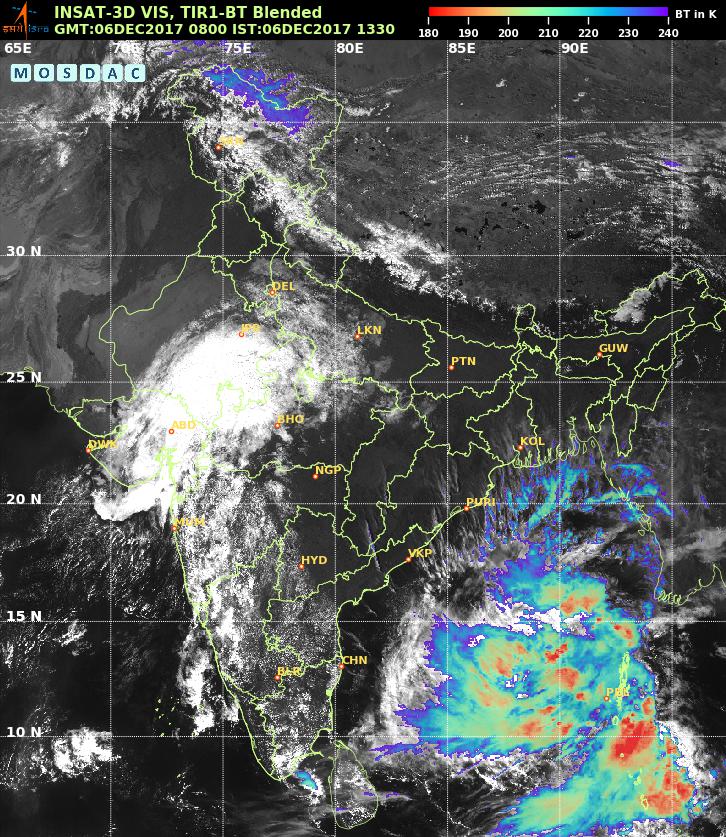 INSAT-3D VIS, TIR1-BT Blended
GMT:06DEC2017 0800 IST:06DEC2017 1330
BT in K
180 190 200 210 220 230 240
65E 70E 75E 80E 85E 90E
M O S D A C
30 N
DEL
JPR LKN
GUW
PTN
25 N
BHO
ABD
KOL
DWK
NGP
20 N
PURI
MUM
VKP
HYD
15 N
CHN
BLR
PBL
10 N